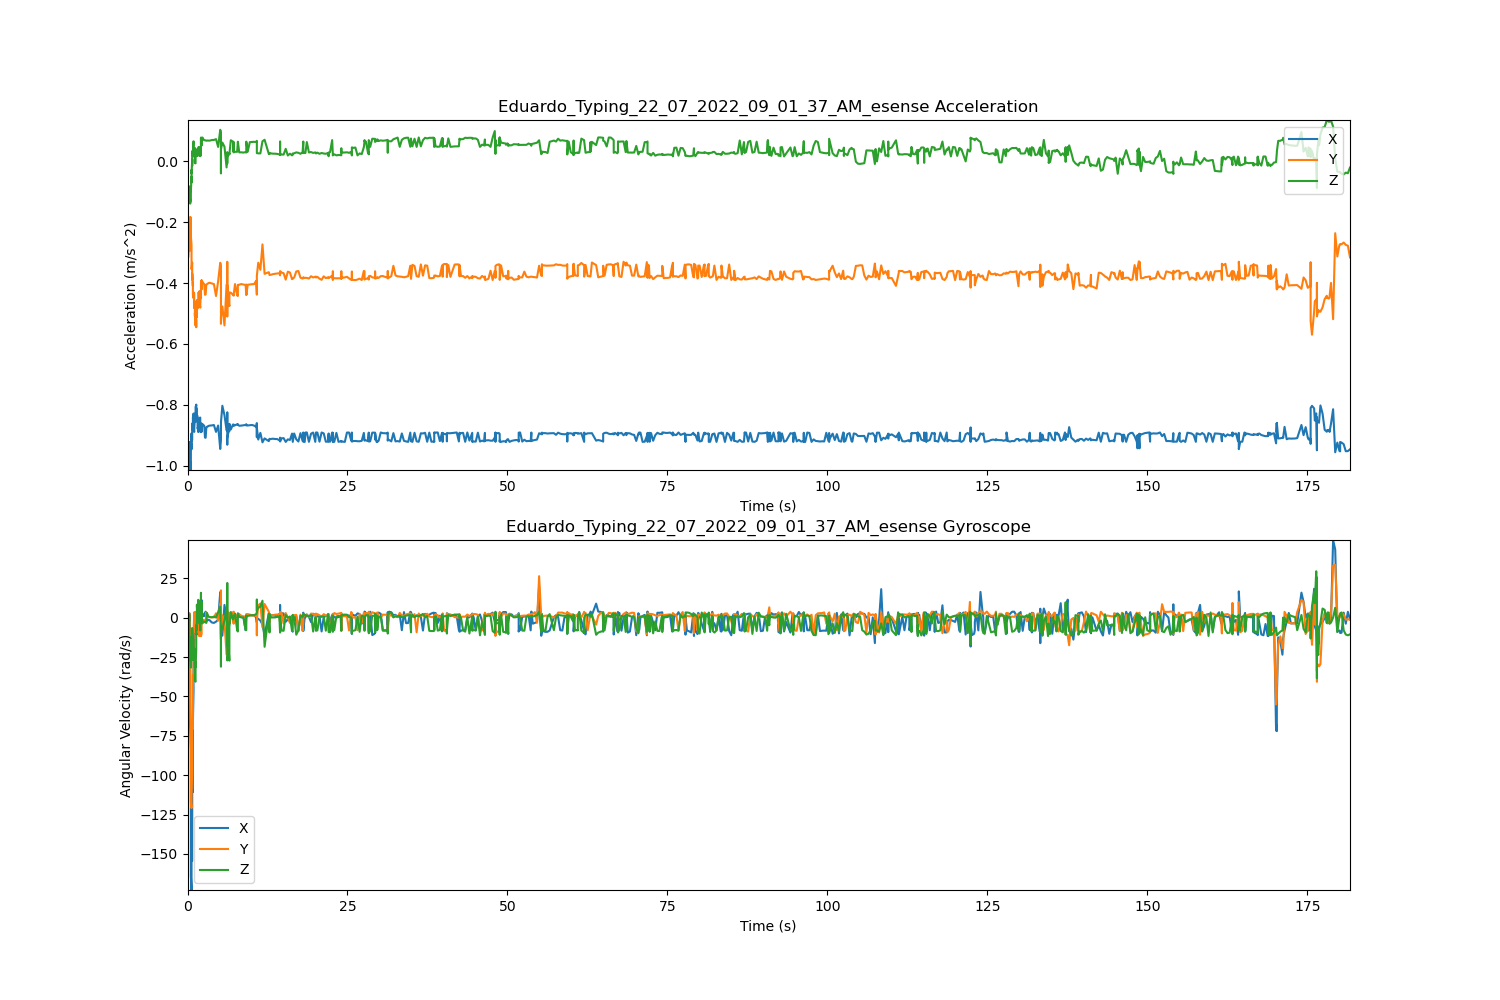 Eduardo_Typing_22_07_2022_09_01_37_AM_esense Acceleration
Acceleration (m/s^2)
0.0
−0.2
−0.4
−0.6
−0.8
−1.0
X
Y
Z
0 25 50 75 100 125 150 175
Time (s)
Eduardo_Typing_22_07_2022_09_01_37_AM_esense Gyroscope
Angular Velocity (rad/s)
25
0
−25
−50
−75
−100
−125
−150
X
Y
Z
0 25 50 75 100 125 150 175
Time (s)